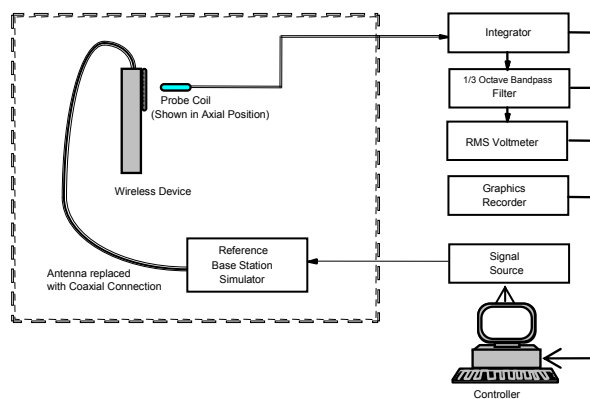 Integrator
1/3 Octave Bandpass
Filter
RMS Voltmeter
Graphics
Recorder
Probe Coil
(Shown in Axial Position)
Wireless Device
Reference
Base Station
Simulator
Antenna replaced
with Coaxial Connection
Signal
Source
Controller